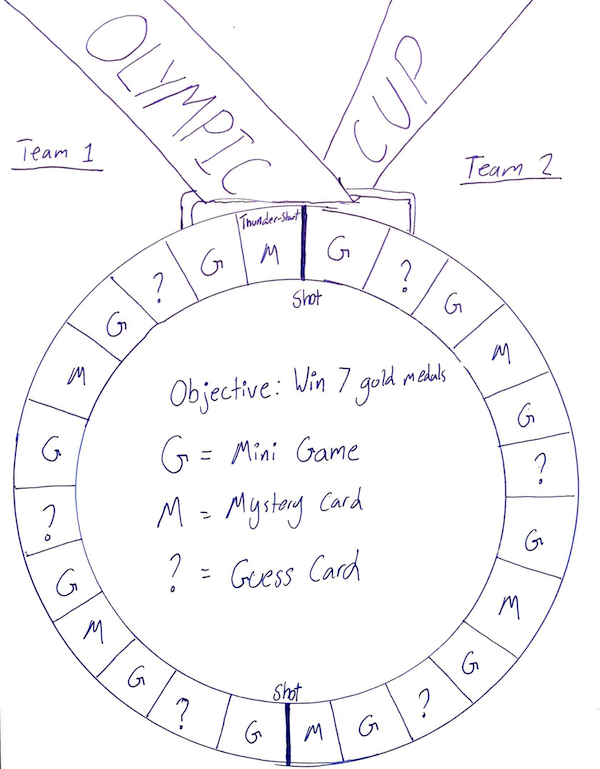 OLYMPIC CUP
Team 1
Team 2
Thunder-Start
M
G
?
G
M
G
?
G
M
G
?
G
M
G
?
G
M
G
?
G
M
G
?
G
Shot
Objective: Win 7 gold medals
G = Mini Game
M = Mystery Card
? = Guess Card
Shot